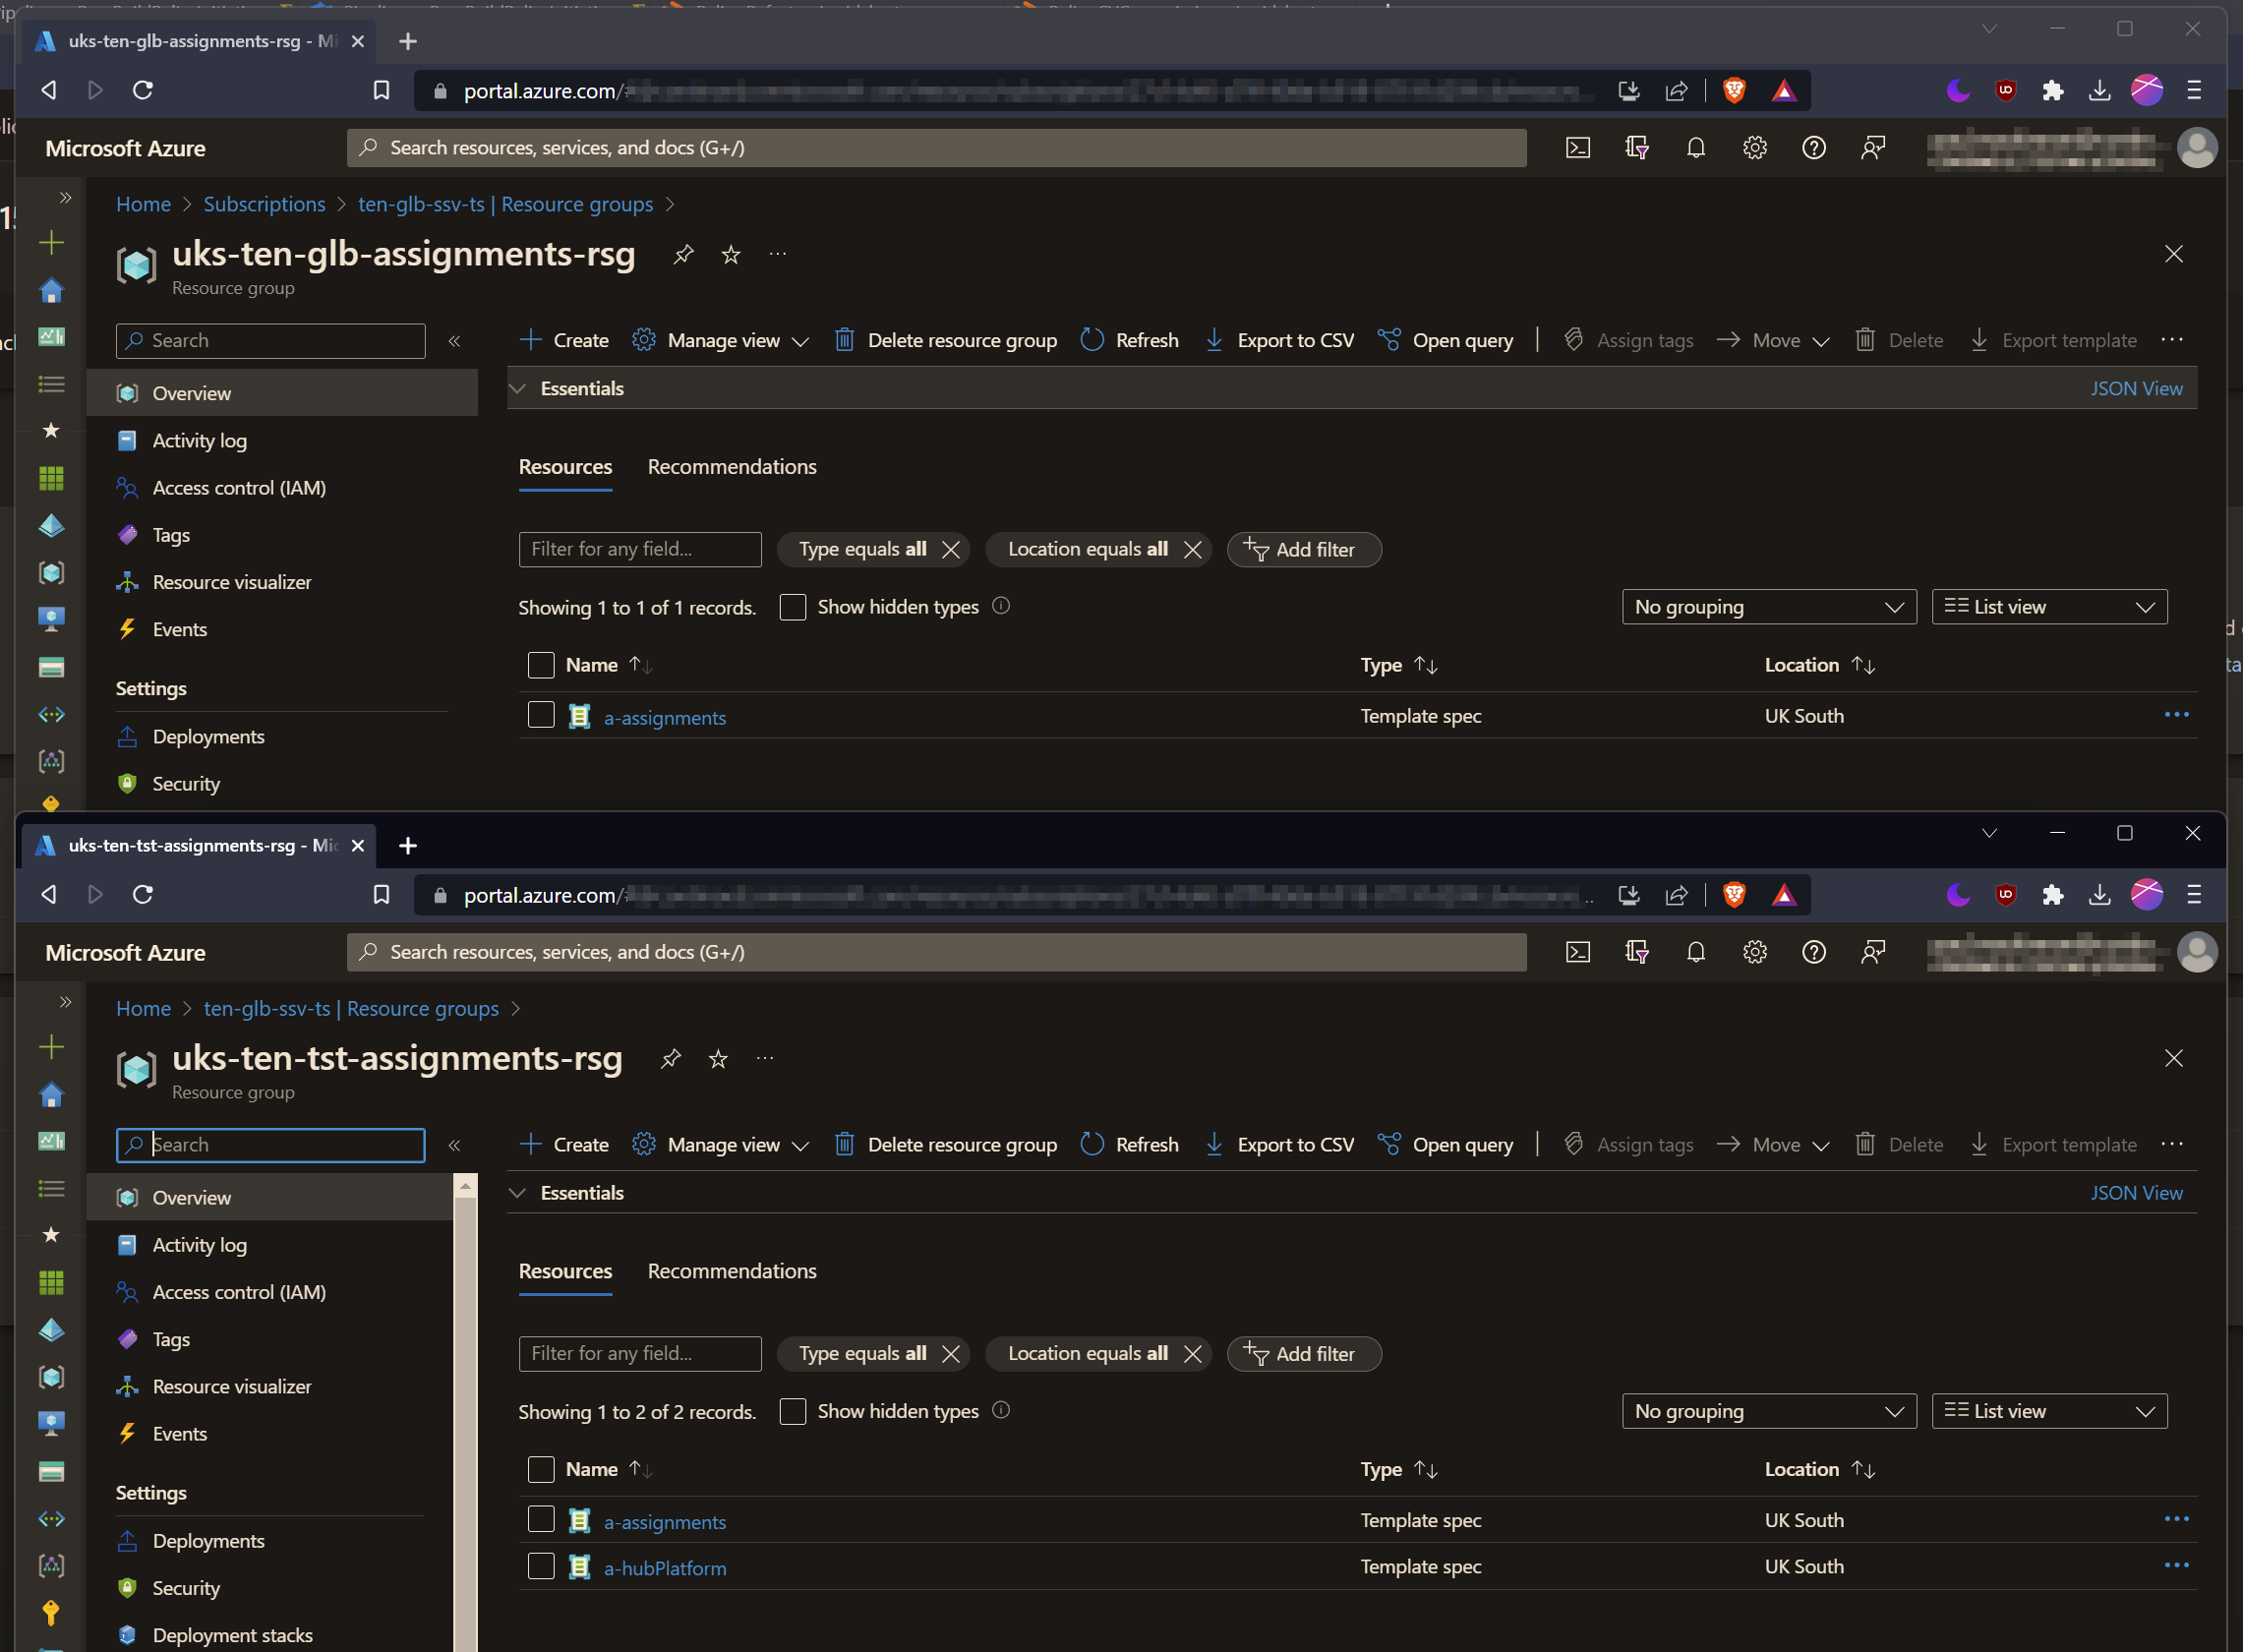 uks-ten-glb-assignments-rsg - Mi
portal.azure.com/
Microsoft Azure
Search resources, services, and docs (G+/)
Home > Subscriptions > ten-glb-ssv-ts | Resource groups >
uks-ten-glb-assignments-rsg
Resource group
Search
Create Manage view Delete resource group Refresh Export to CSV Open query Assign tags Move Delete Export template
Overview
Essentials JSON View
Activity log
Access control (IAM)
Tags
Resource visualizer
Events
Settings
Deployments
Security
Resources Recommendations
Filter for any field... Type equals all Location equals all Add filter
Showing 1 to 1 of 1 records. Show hidden types No grouping List view
Name Type Location
a-assignments Template spec UK South
uks-ten-tst-assignments-rsg - Mic
portal.azure.com/
Microsoft Azure
Search resources, services, and docs (G+/)
Home > ten-glb-ssv-ts | Resource groups >
uks-ten-tst-assignments-rsg
Resource group
Search
Create Manage view Delete resource group Refresh Export to CSV Open query Assign tags Move Delete Export template
Overview
Essentials JSON View
Activity log
Access control (IAM)
Tags
Resource visualizer
Events
Settings
Deployments
Security
Deployment stacks
Resources Recommendations
Filter for any field... Type equals all Location equals all Add filter
Showing 1 to 2 of 2 records. Show hidden types No grouping List view
Name Type Location
a-assignments Template spec UK South
a-hubPlatform Template spec UK South